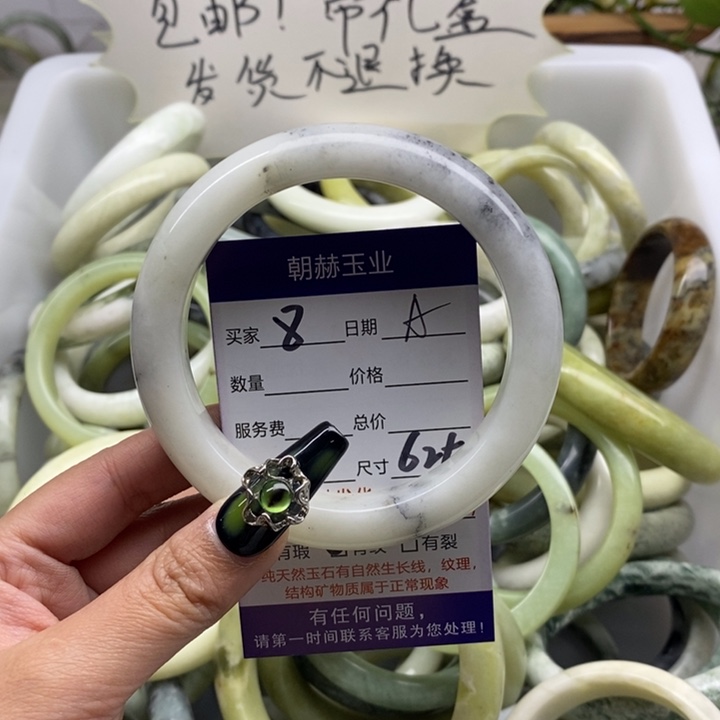 包邮！带礼盒
发货不退换
朝赫玉业
买家 8 日期 A
数量 价格
服务费 总价
尺寸 62+
有瑕 有纹 □有裂
纯天然玉石有自然生长线，纹理，
结构矿物质属于正常现象
有任何问题，
请第一时间联系客服为您处理！